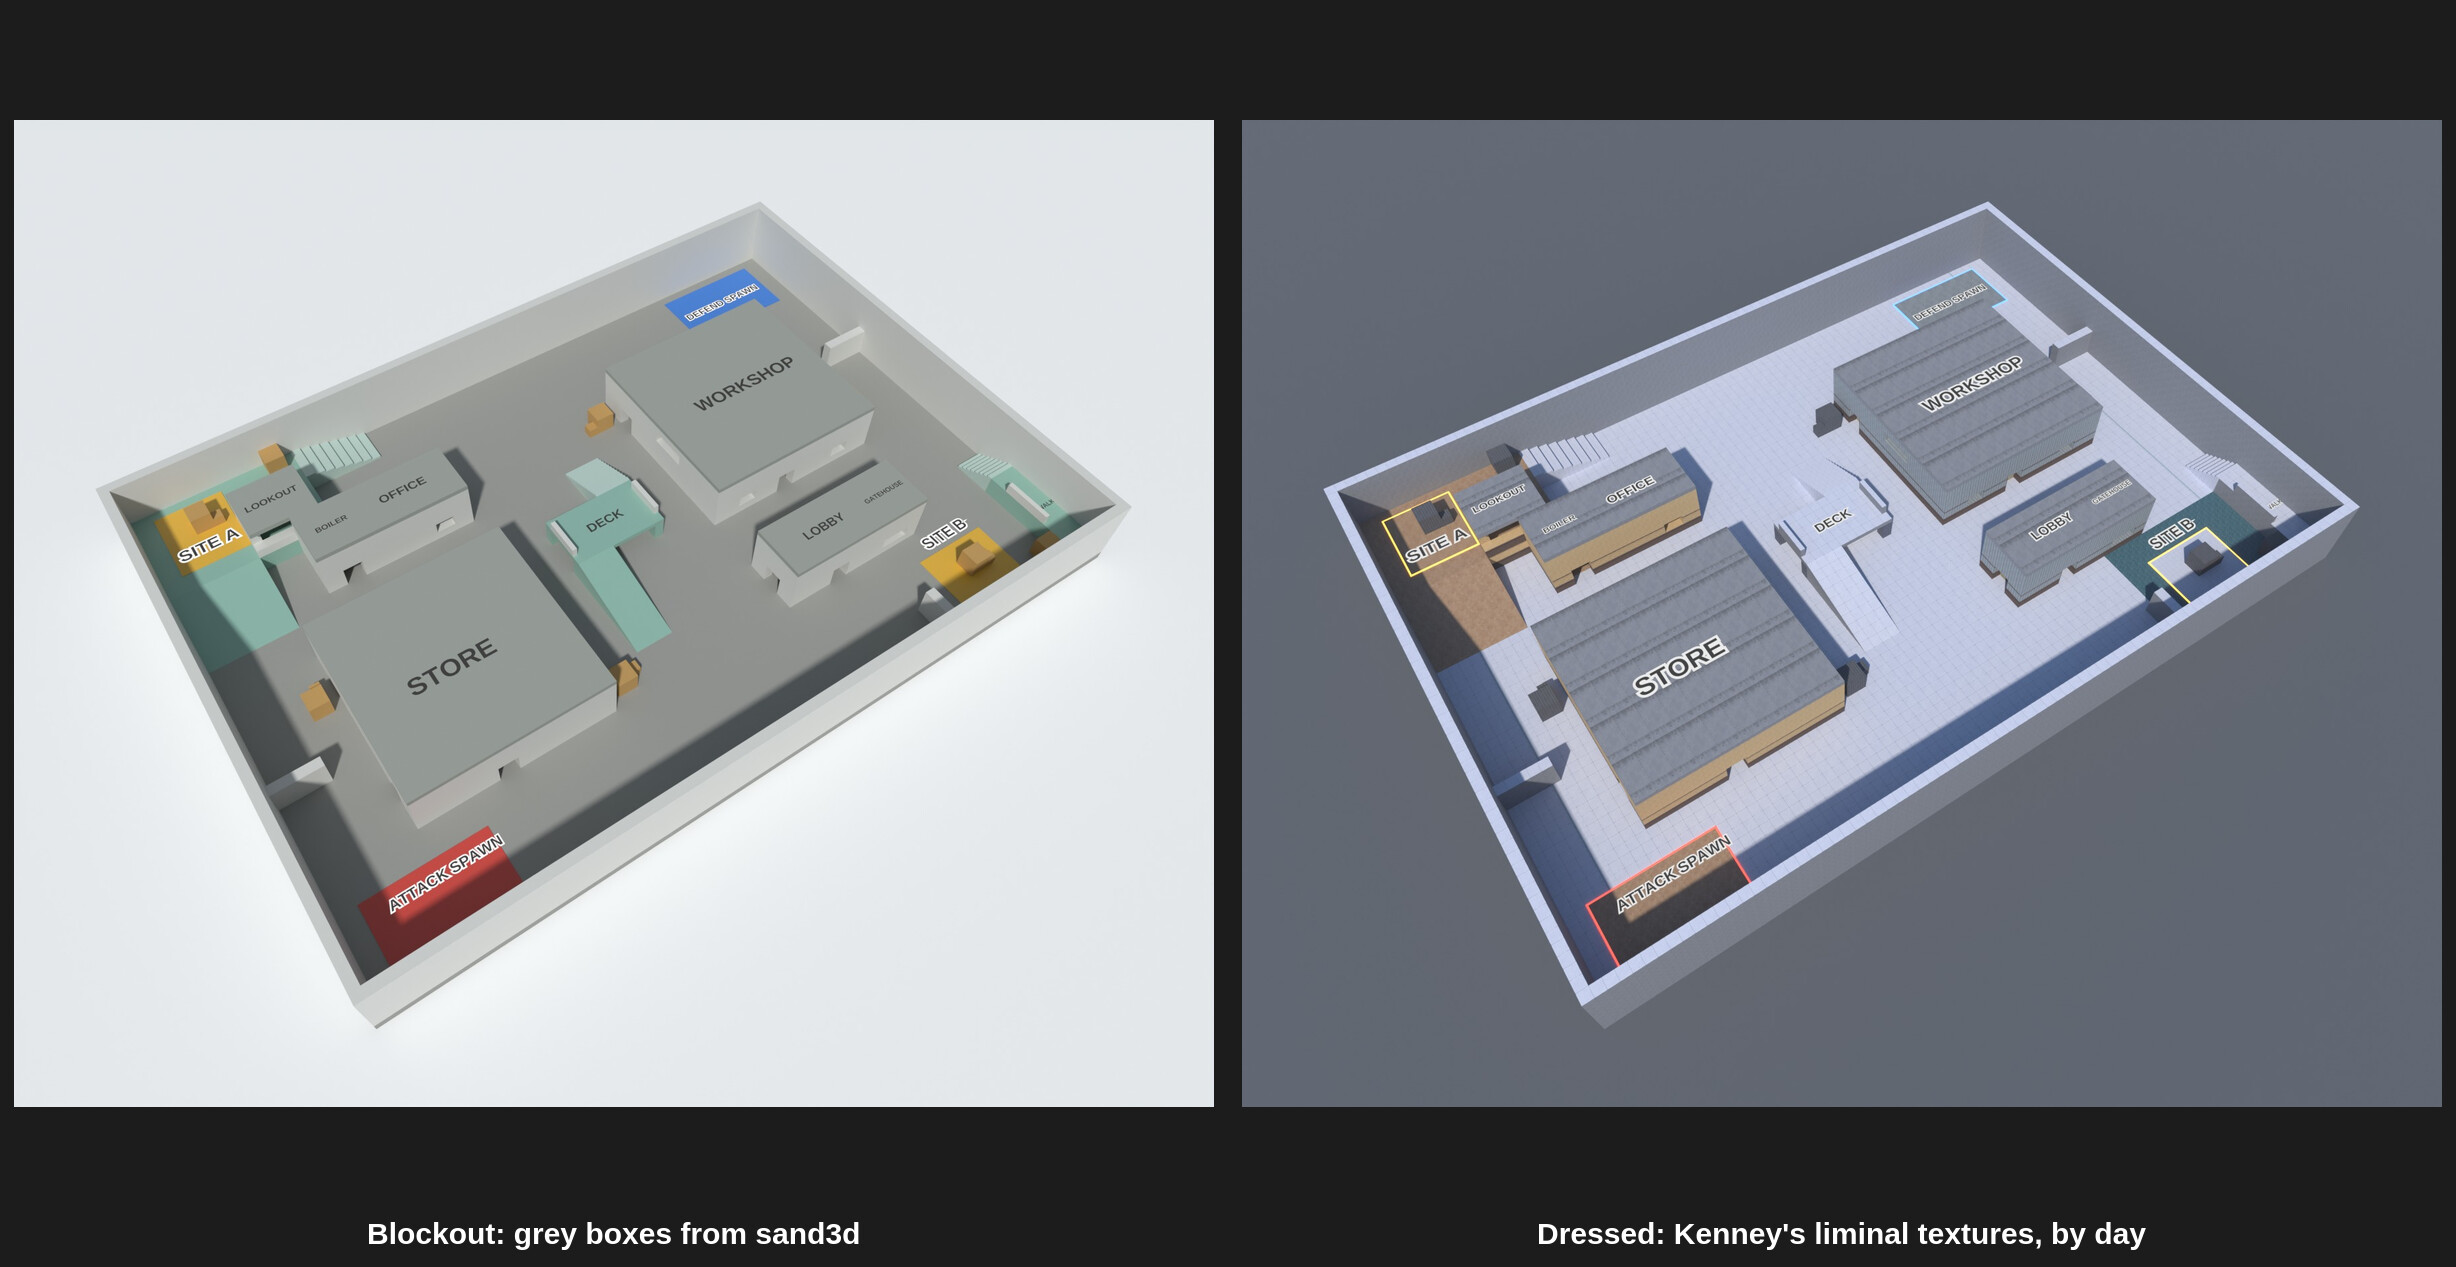 DEFEND SPAWN
WORKSHOP
LOOKOUT
OFFICE
BOILER
SITE A
DECK
LOBBY
GATEHOUSE
SITE B
STORE
ATTACK SPAWN
Blockout: grey boxes from sand3d
DEFEND SPAWN
WORKSHOP
LOOKOUT
OFFICE
BOILER
SITE A
DECK
LOBBY
GATEHOUSE
SITE B
STORE
ATTACK SPAWN
Dressed: Kenney's liminal textures, by day